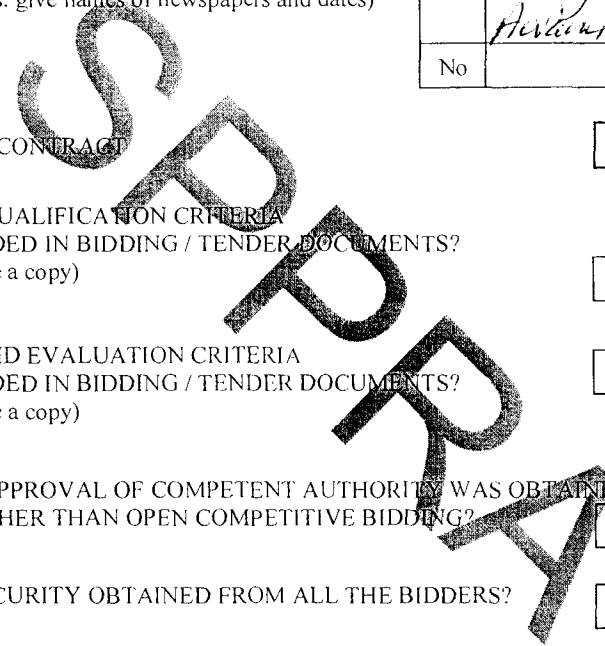 s: give names of newspapers and dates)
No
CONTRACT
UALIFICATION CRITERIA
DED IN BIDDING / TENDER DOCUMENTS?
e a copy)
ED EVALUATION CRITERIA
DED IN BIDDING / TENDER DOCUMENTS?
e a copy)
PPROVAL OF COMPETENT AUTHORITY WAS OBTAINE
HER THAN OPEN COMPETITIVE BIDDING?
CURITY OBTAINED FROM ALL THE BIDDERS?
SPPRA